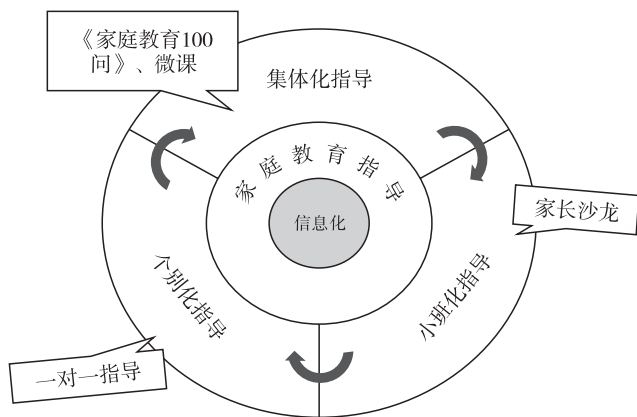 《家庭教育100
问》、微课
集体化指导
家庭教育指导
信息化
家长沙龙
个别化指导
小班化指导
一对一指导